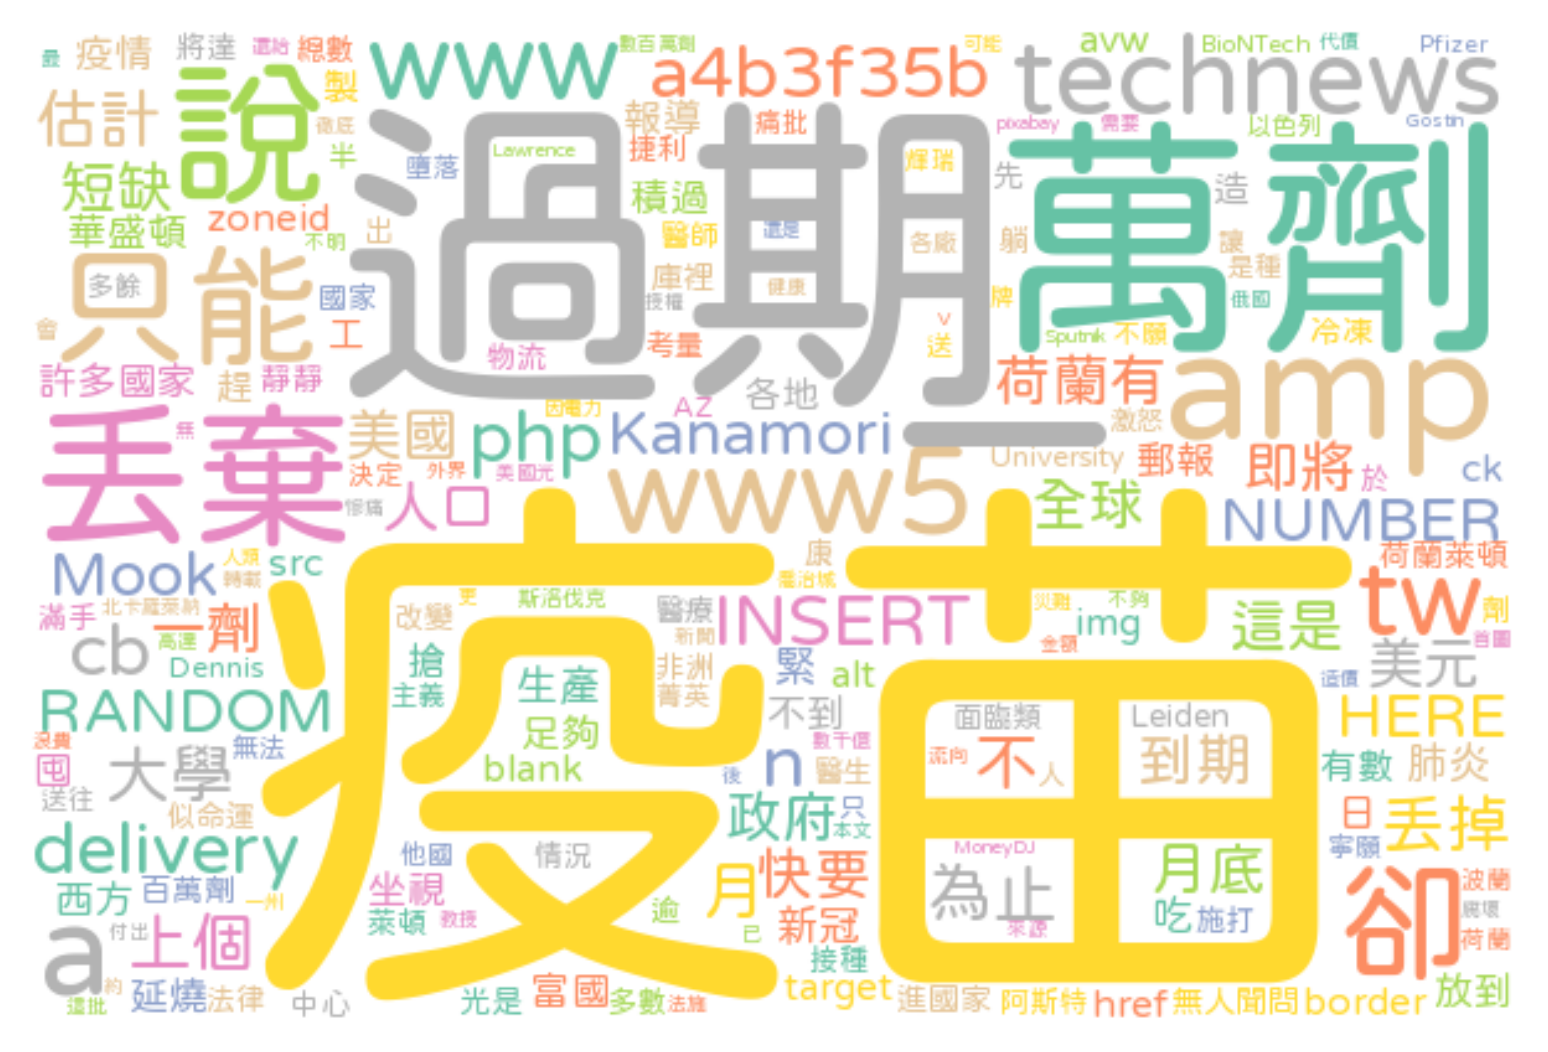 最 疫情 將達 還給 總數 數百萬劑 可能 avw BioNTech 代價 Pfizer
估計 說 製 www a4b3f35b technews
徹底 報導 痛批 pixabay 需要 以色列 Gostin
短缺 半 墮落 Lawrence 捷利 輝瑞 先 萬劑
過期
華盛頓 zoneid 不明 出 積過 醫師 還是 各廠 躺 造 讓 是種
只能 多餘 國家 庫裡 授權 健康 牌 俄國
會 工 物流 考量 v 送 Sputnik 不願 冷凍
許多國家 趕 靜靜 各地 荷蘭有 amp
丟棄 無 美國 php 因電力 AZ Kanamori 激怒
決定 外界 美國光 University 郵報 即將 於 ck
慘痛 人口 www5 全球 NUMBER
Mook 人類 轉載 src 康 喬治城 荷蘭萊頓
疫苗
滿手 北卡羅萊納 一劑 改變 更 斯洛伐克 醫療 新聞 INSERT 災難 img 不夠 金額 這是 tw 劑
cb 高達 Dennis 搶 主義 生產 非洲 菁英 緊 alt 造價 美元 首圖
RANDOM 足夠 不到 面臨類 Leiden HERE
浪費 囤 大學 無法 blank 數千個 後 n 醫生 流向 不 人 到期 有數 肺炎
送往 似命運 政府 只 本文 日 丟掉
delivery 他國 情況 MoneyDJ 寧願
西方 百萬劑 一州 坐視 月 快要 為止 月底 卻 波蘭
a 付出 上個 萊頓 教授 逾 已 新冠 來源 吃 施打 崩壞 荷蘭
接種
這批 約 延燒 法律 中心 光是 富國 多數 法施 target 進國家 阿斯特 href 無人聞問 border 放到